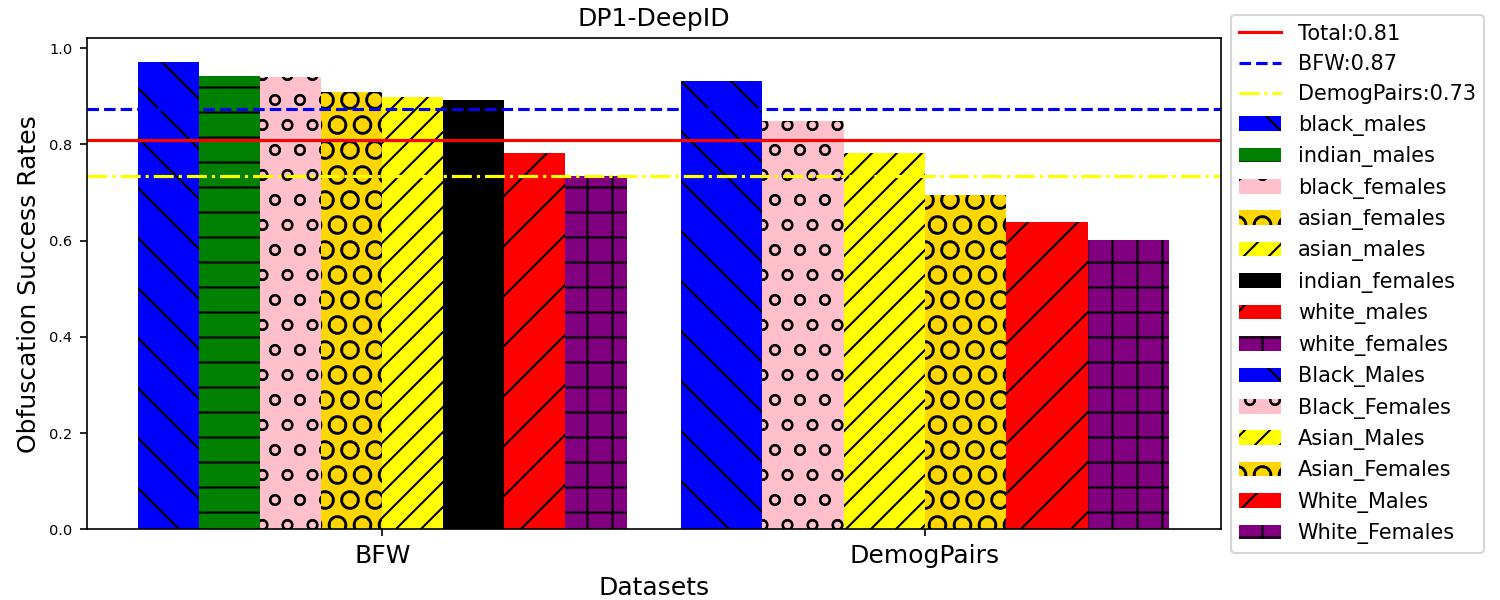 DP1-DeepID
Obfuscation Success Rates
1.0
0.8
0.6
0.4
0.2
0.0
BFW
DemogPairs
Datasets
Total:0.81
BFW:0.87
DemogPairs:0.73
black_males
indian_males
black_females
asian_females
asian_males
indian_females
white_males
white_females
Black_Males
Black_Females
Asian_Males
Asian_Females
White_Males
White_Females